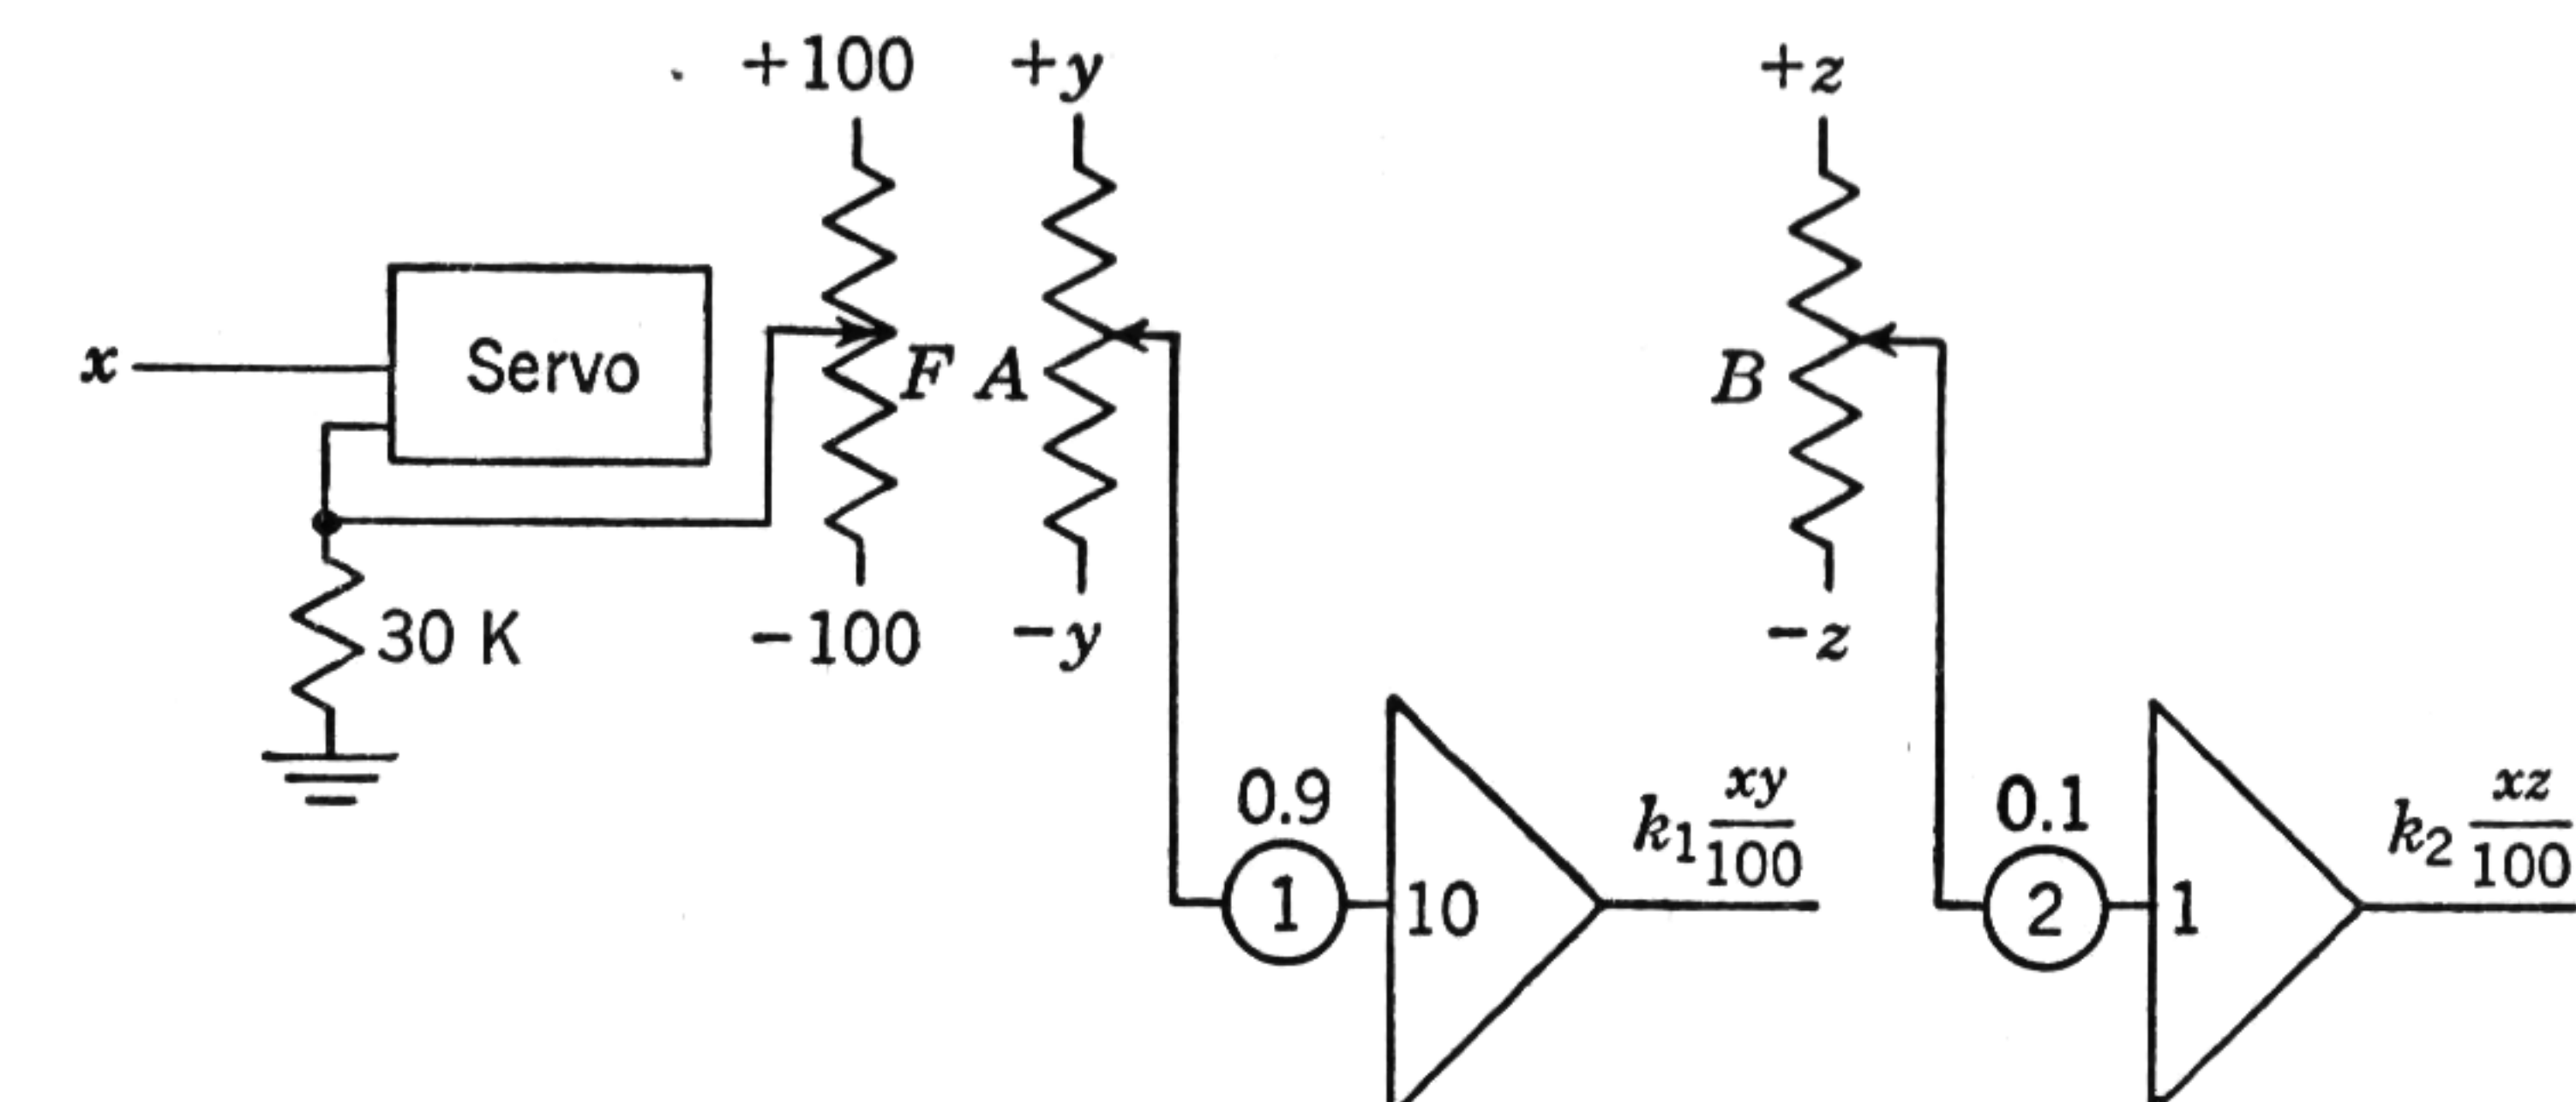 +100
+y
+z
x
Servo
F
A
B
30 K
-100
-y
-z
0.9
1
10
k₁ xy/100
0.1
2
1
k₂ xz/100